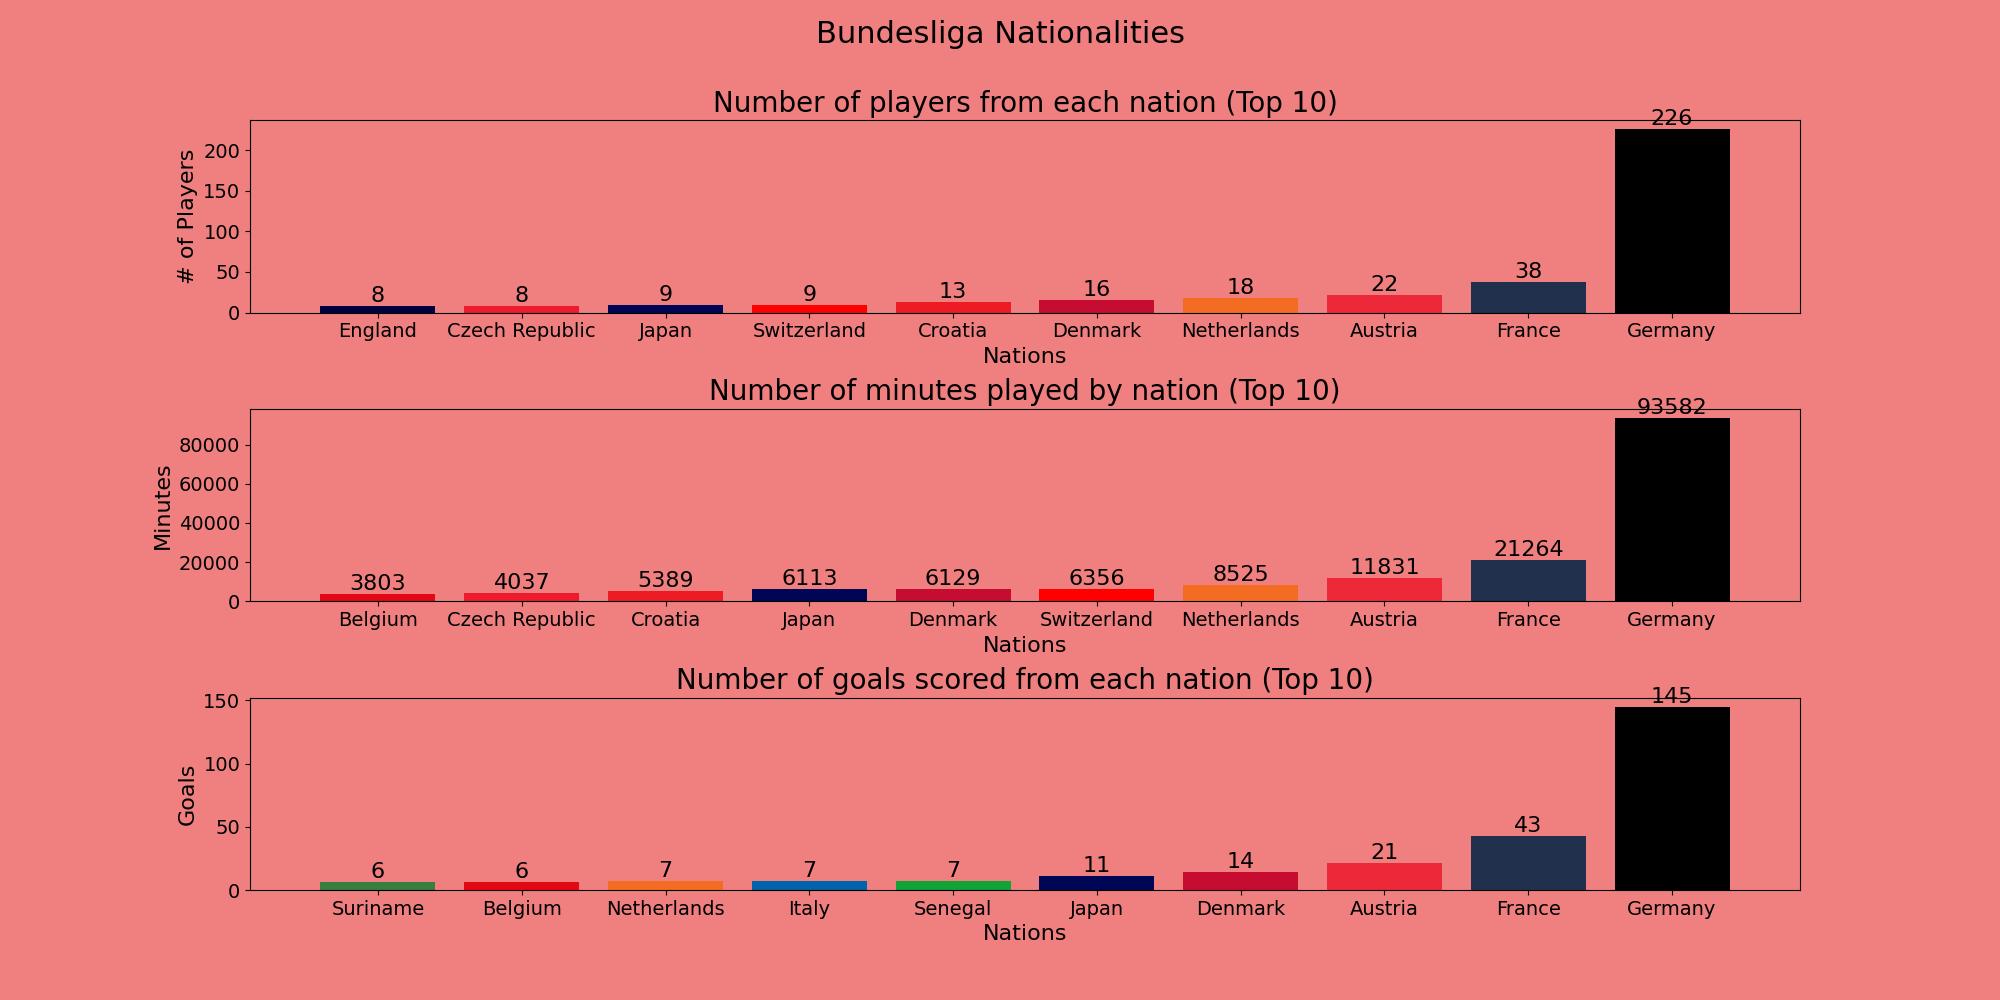 Bundesliga Nationalities
Number of players from each nation (Top 10)
# of Players
200
150
100
50
0
8 8 9 9 13 16 18 22 38 226
England Czech Republic Japan Switzerland Croatia Denmark Netherlands Austria France Germany
Nations
Number of minutes played by nation (Top 10)
Minutes
80000
60000
40000
20000
0
3803 4037 5389 6113 6129 6356 8525 11831 21264 93582
Belgium Czech Republic Croatia Japan Denmark Switzerland Netherlands Austria France Germany
Nations
Number of goals scored from each nation (Top 10)
Goals
150
100
50
0
6 6 7 7 7 11 14 21 43 145
Suriname Belgium Netherlands Italy Senegal Japan Denmark Austria France Germany
Nations